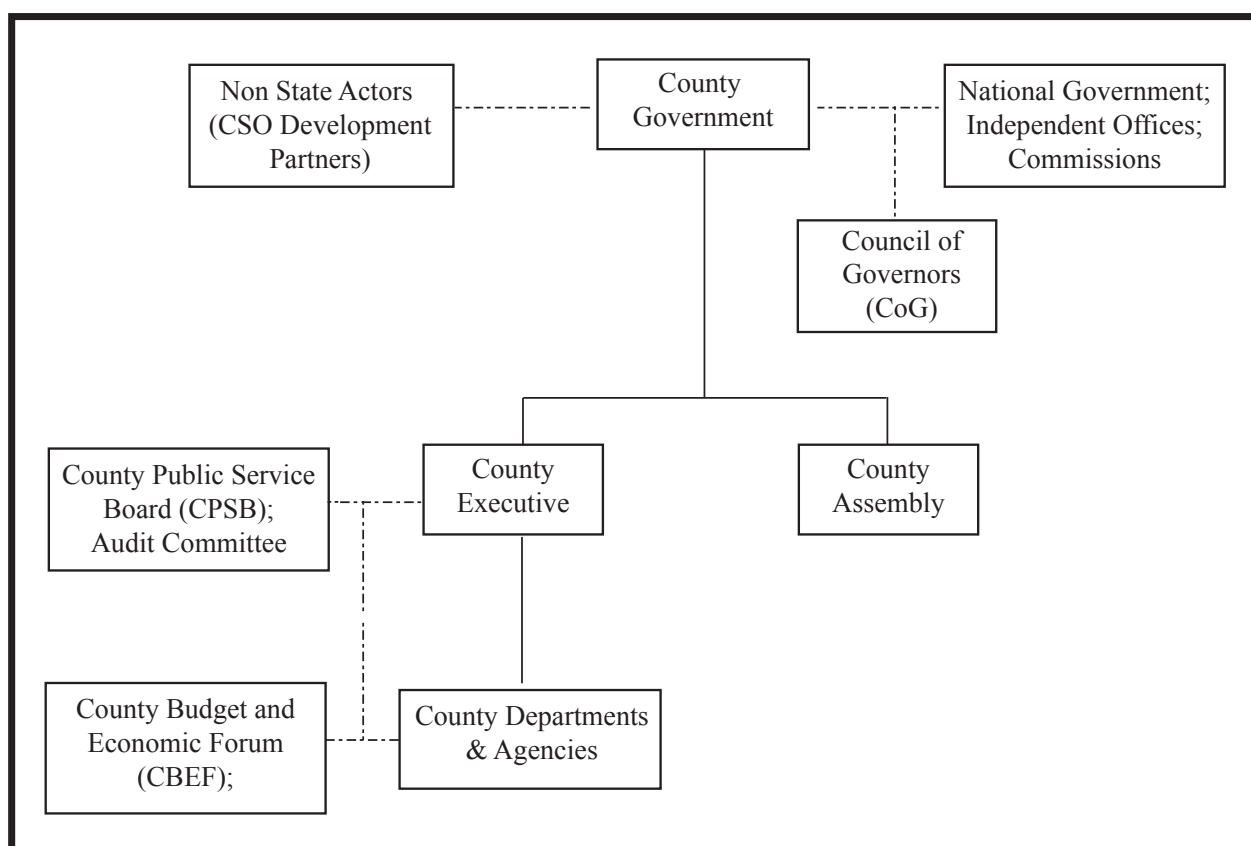 Non State Actors
(CSO Development
Partners)
County
Government
National Government;
Independent Offices;
Commissions
Council of
Governors
(CoG)
County Public Service
Board (CPSB);
Audit Committee
County
Executive
County
Assembly
County Budget and
Economic Forum
(CBEF);
County Departments
& Agencies